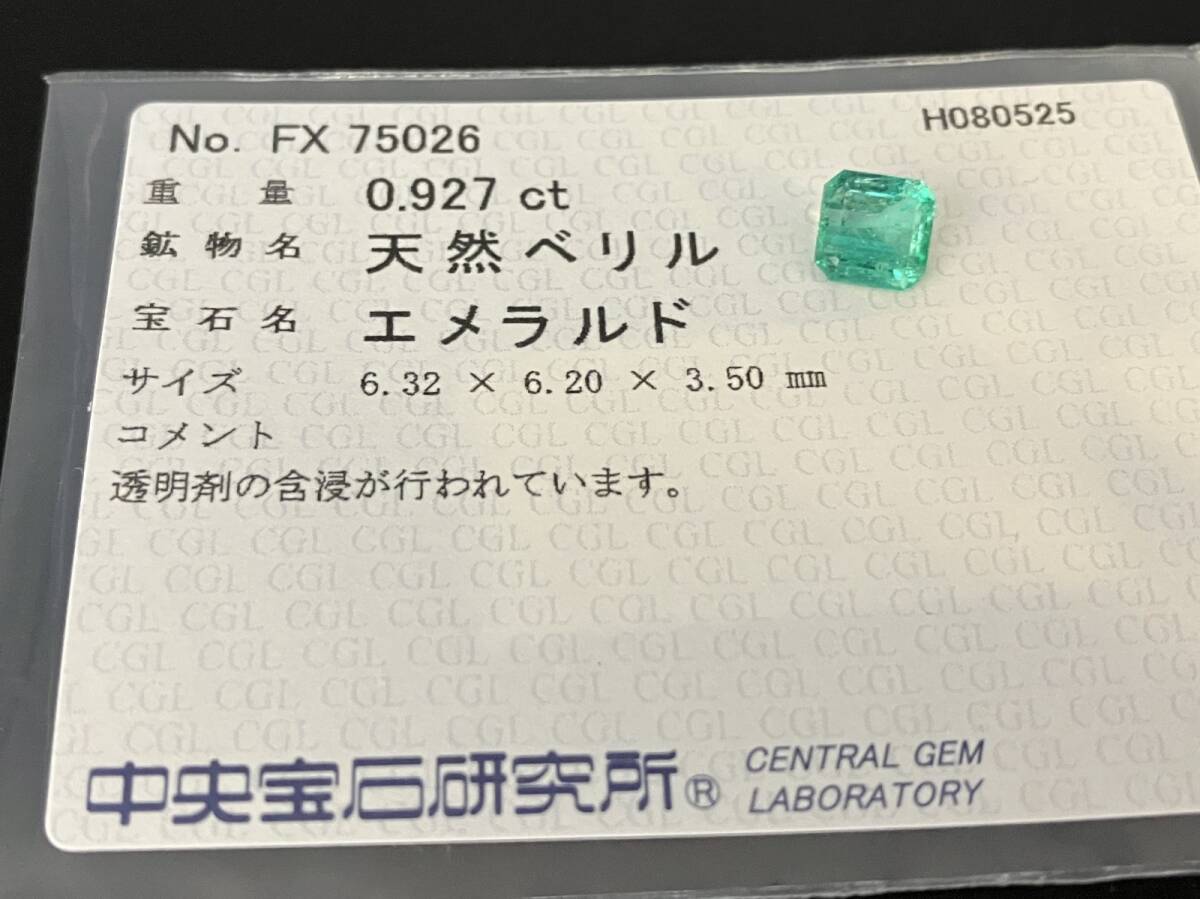 No. FX 75026 H080525
重量 0.927 ct
鉱物名 天然ベリル
宝石名 エメラルド
サイズ 6.32 × 6.20 × 3.50 ㎜
コメント
透明剤の含浸が行われています。
中央宝石研究所® CENTRAL GEM LABORATORY